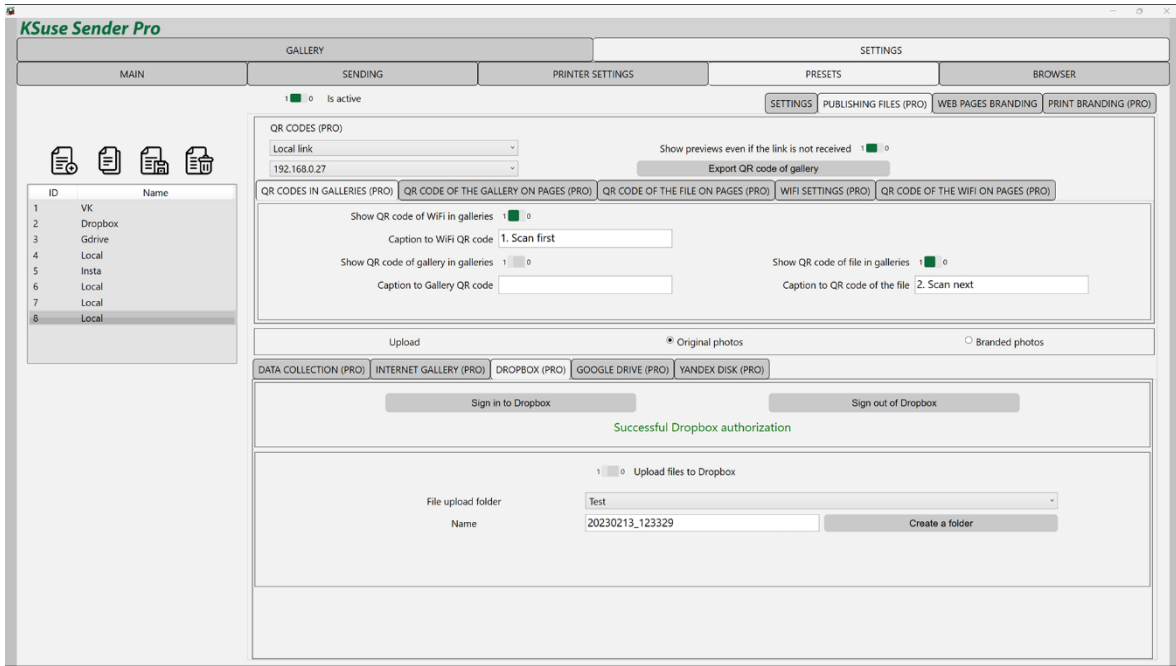 KSuse Sender Pro
GALLERY SETTINGS
MAIN SENDING PRINTER SETTINGS PRESETS BROWSER
1 0 Is active
SETTINGS PUBLISHING FILES (PRO) WEB PAGES BRANDING PRINT BRANDING (PRO)
ID Name
1 VK
2 Dropbox
3 Gdrive
4 Local
5 Insta
6 Local
7 Local
8 Local
QR CODES (PRO)
Local link Show previews even if the link is not received 1 0
192.168.0.27 Export QR code of gallery
QR CODES IN GALLERIES (PRO) QR CODE OF THE GALLERY ON PAGES (PRO) QR CODE OF THE FILE ON PAGES (PRO) WIFI SETTINGS (PRO) QR CODE OF THE WIFI ON PAGES (PRO)
Show QR code of WiFi in galleries 1 0
Caption to WiFi QR code 1. Scan first
Show QR code of gallery in galleries 1 0 Show QR code of file in galleries 1 0
Caption to Gallery QR code Caption to QR code of the file 2. Scan next
Upload Original photos Branded photos
DATA COLLECTION (PRO) INTERNET GALLERY (PRO) DROPBOX (PRO) GOOGLE DRIVE (PRO) YANDEX DISK (PRO)
Sign in to Dropbox Sign out of Dropbox
Successful Dropbox authorization
1 0 Upload files to Dropbox
File upload folder Test
Name 20230213_123329 Create a folder